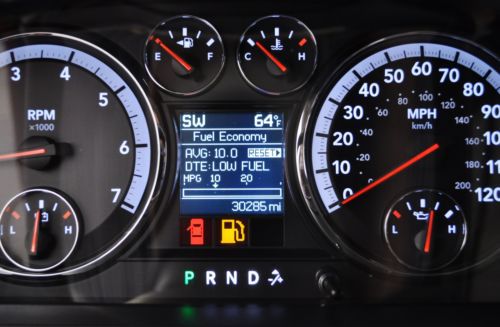 E F C H
3 4 5 6 7
RPM
x1000
L H
SW 64°F
Fuel Economy
AVG:10.0 RESET
DTE:LOW FUEL
MPG 10 20
30285 mi
0 10 20 30 40 50 60 70 80 90 100 110 120
0 20 40 60 80 100 120 140 160 180 200
MPH
km/h
L H
P R N D